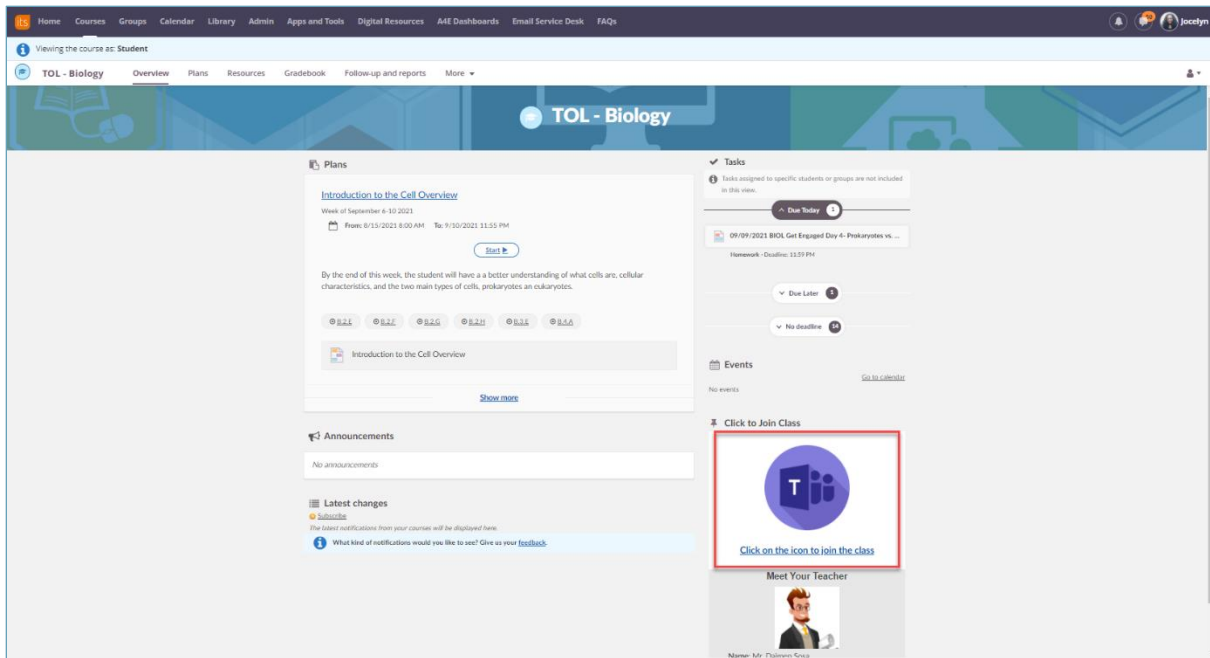 its Home Courses Groups Calendar Library Admin Apps and Tools Digital Resources A4E Dashboards Email Service Desk FAQs Jocelyn
Viewing the course as: Student
TOL - Biology Overview Plans Resources Gradebook Follow-up and reports More
TOL - Biology
Plans
Introduction to the Cell Overview
Week of September 6-10 2021
From: 8/15/2021 8:00 AM To: 9/10/2021 11:55 PM
Start
By the end of this week, the student will have a a better understanding of what cells are, cellular
characteristics, and the two main types of cells, prokaryotes an eukaryotes.
B.2.E B.2.F B.2.G B.2.H B.3.E B.4.A
Introduction to the Cell Overview
Show more
Announcements
No announcements
Latest changes
Subscribe
The latest notifications from your courses will be displayed here.
What kind of notifications would you like to see? Give us your feedback.
Tasks
Tasks assigned to specific students or groups are not included
in this view.
Due Today 1
09/09/2021 BIOL Get Engaged Day 4- Prokaryotes vs. ...
Homework - Deadline: 11:59 PM
Due Later 1
No deadline 14
Events
Go to calendar
No events
Click to Join Class
T
Click on the icon to join the class
Meet Your Teacher
Name: Mr. Daimen Sosa